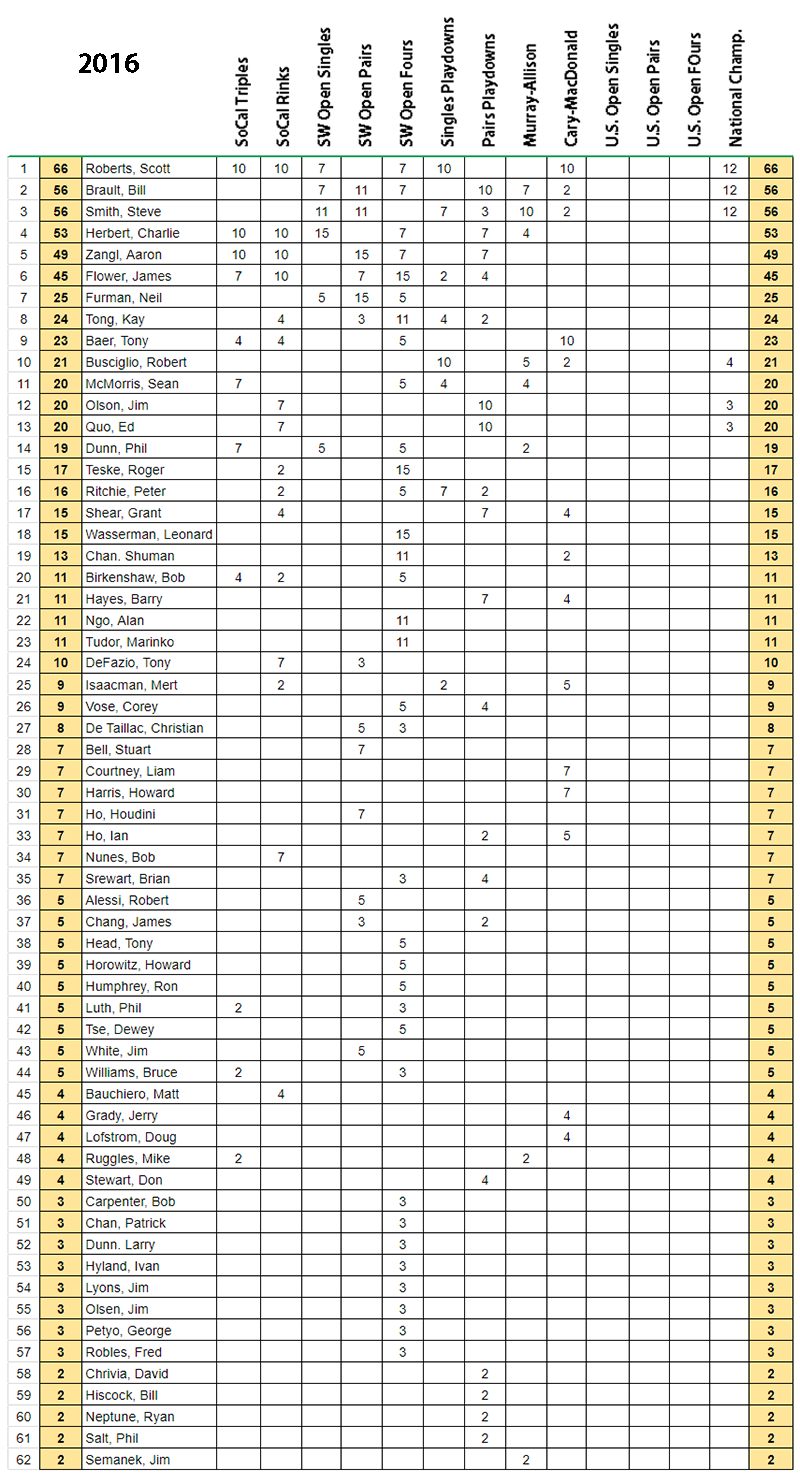 2016
SoCal Triples
SoCal Rinks
SW Open Singles
SW Open Pairs
SW Open Fours
Singles Playdowns
Pairs Playdowns
Murray-Allison
Cary-MacDonald
U.S. Open Singles
U.S. Open Pairs
U.S. Open FOurs
National Champ.
1 66 Roberts, Scott 10 10 7 7 10 10 12 66
2 56 Brault, Bill 7 11 7 10 7 2 12 56
3 56 Smith, Steve 11 11 7 3 10 2 12 56
4 53 Herbert, Charlie 10 10 15 7 7 4 53
5 49 Zangl, Aaron 10 10 15 7 7 49
6 45 Flower, James 7 10 7 15 2 4 45
7 25 Furman, Neil 5 15 5 25
8 24 Tong, Kay 4 3 11 4 2 24
9 23 Baer, Tony 4 4 5 10 23
10 21 Busciglio, Robert 10 5 2 4 21
11 20 McMorris, Sean 7 5 4 4 20
12 20 Olson, Jim 7 10 3 20
13 20 Quo, Ed 7 10 3 20
14 19 Dunn, Phil 7 5 5 2 19
15 17 Teske, Roger 2 15 17
16 16 Ritchie, Peter 2 5 7 2 16
17 15 Shear, Grant 4 7 4 15
18 15 Wasserman, Leonard 15 15
19 13 Chan. Shuman 11 2 13
20 11 Birkenshaw, Bob 4 2 5 11
21 11 Hayes, Barry 7 4 11
22 11 Ngo, Alan 11 11
23 11 Tudor, Marinko 11 11
24 10 DeFazio, Tony 7 3 10
25 9 Isaacman, Mert 2 2 5 9
26 9 Vose, Corey 5 4 9
27 8 De Taillac, Christian 5 3 8
28 7 Bell, Stuart 7 7
29 7 Courtney, Liam 7 7
30 7 Harris, Howard 7 7
31 7 Ho, Houdini 7 7
33 7 Ho, Ian 2 5 7
34 7 Nunes, Bob 7 7
35 7 Srewart, Brian 3 4 7
36 5 Alessi, Robert 5 5
37 5 Chang, James 3 2 5
38 5 Head, Tony 5 5
39 5 Horowitz, Howard 5 5
40 5 Humphrey, Ron 5 5
41 5 Luth, Phil 2 3 5
42 5 Tse, Dewey 5 5
43 5 White, Jim 5 5
44 5 Williams, Bruce 2 3 5
45 4 Bauchiero, Matt 4 4
46 4 Grady, Jerry 4 4
47 4 Lofstrom, Doug 4 4
48 4 Ruggles, Mike 2 2 4
49 4 Stewart, Don 4 4
50 3 Carpenter, Bob 3 3
51 3 Chan, Patrick 3 3
52 3 Dunn. Larry 3 3
53 3 Hyland, Ivan 3 3
54 3 Lyons, Jim 3 3
55 3 Olsen, Jim 3 3
56 3 Petyo, George 3 3
57 3 Robles, Fred 3 3
58 2 Chrivia, David 2 2
59 2 Hiscock, Bill 2 2
60 2 Neptune, Ryan 2 2
61 2 Salt, Phil 2 2
62 2 Semanek, Jim 2 2